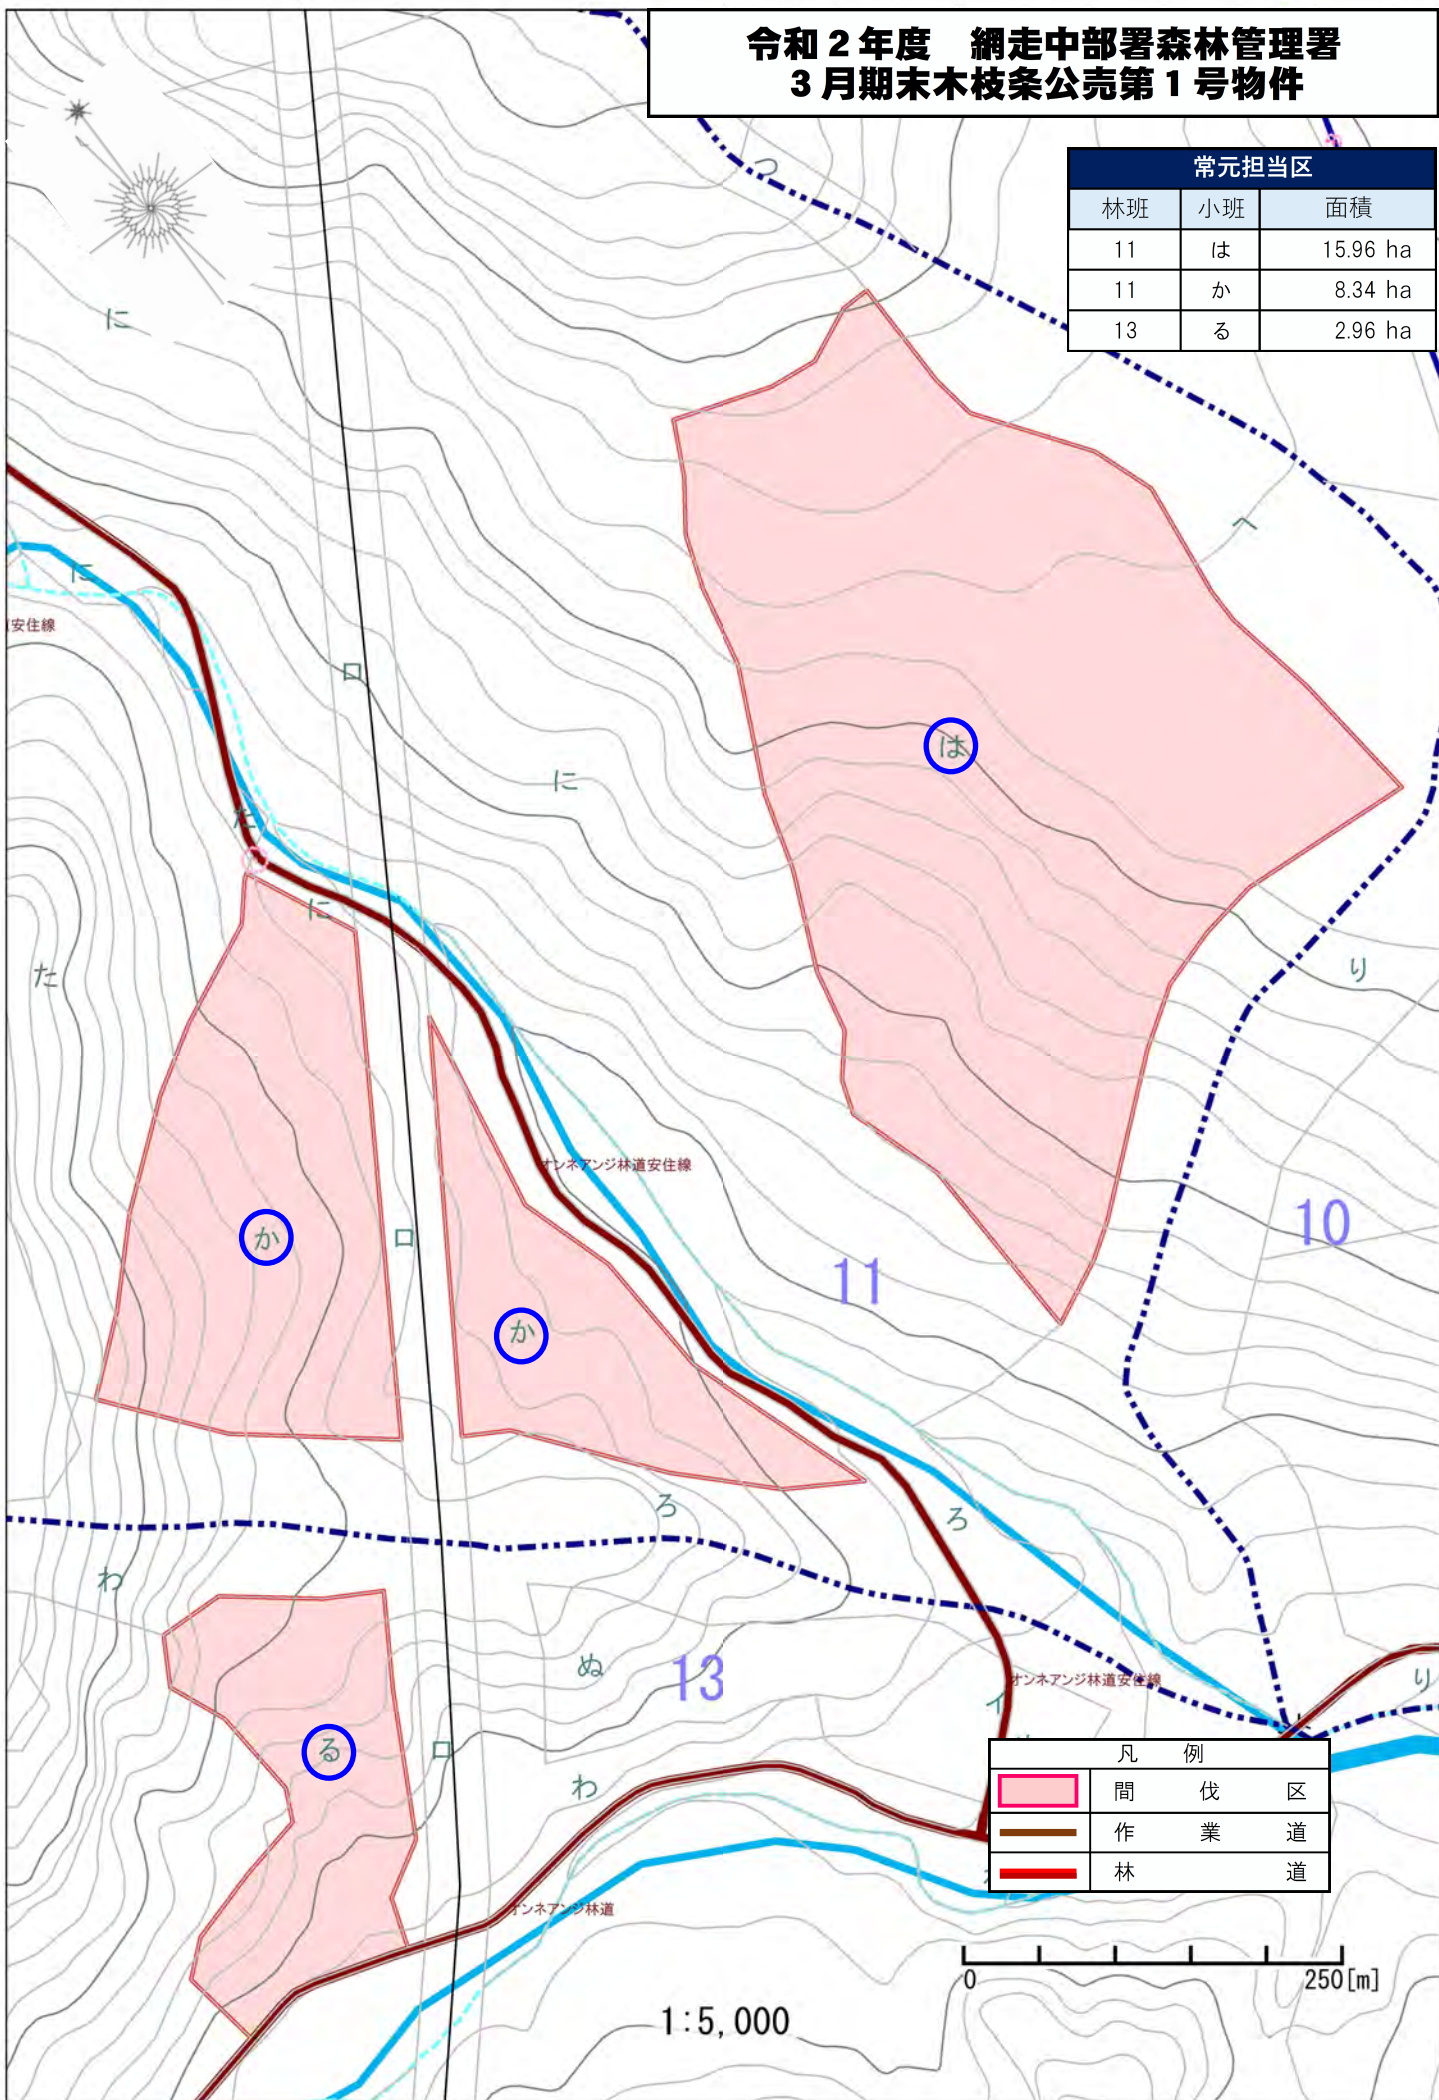 令和２年度　網走中部署森林管理署
３月期末木枝条公売第１号物件
常元担当区
林班 小班 面積
11 は 15.96 ha
11 か 8.34 ha
13 る 2.96 ha
つ
に
へ
に
安住線
ロ
は
に
た
に
た
り
オンネアンジ林道安住線
10
か
ロ
11
か
ろ
ろ
わ
ぬ
13
オンネアンジ林道安住線
り
イ
る
ロ
わ
凡　例
間伐区
作業道
林道
オンネアンジ林道
0 250[m]
1:5,000